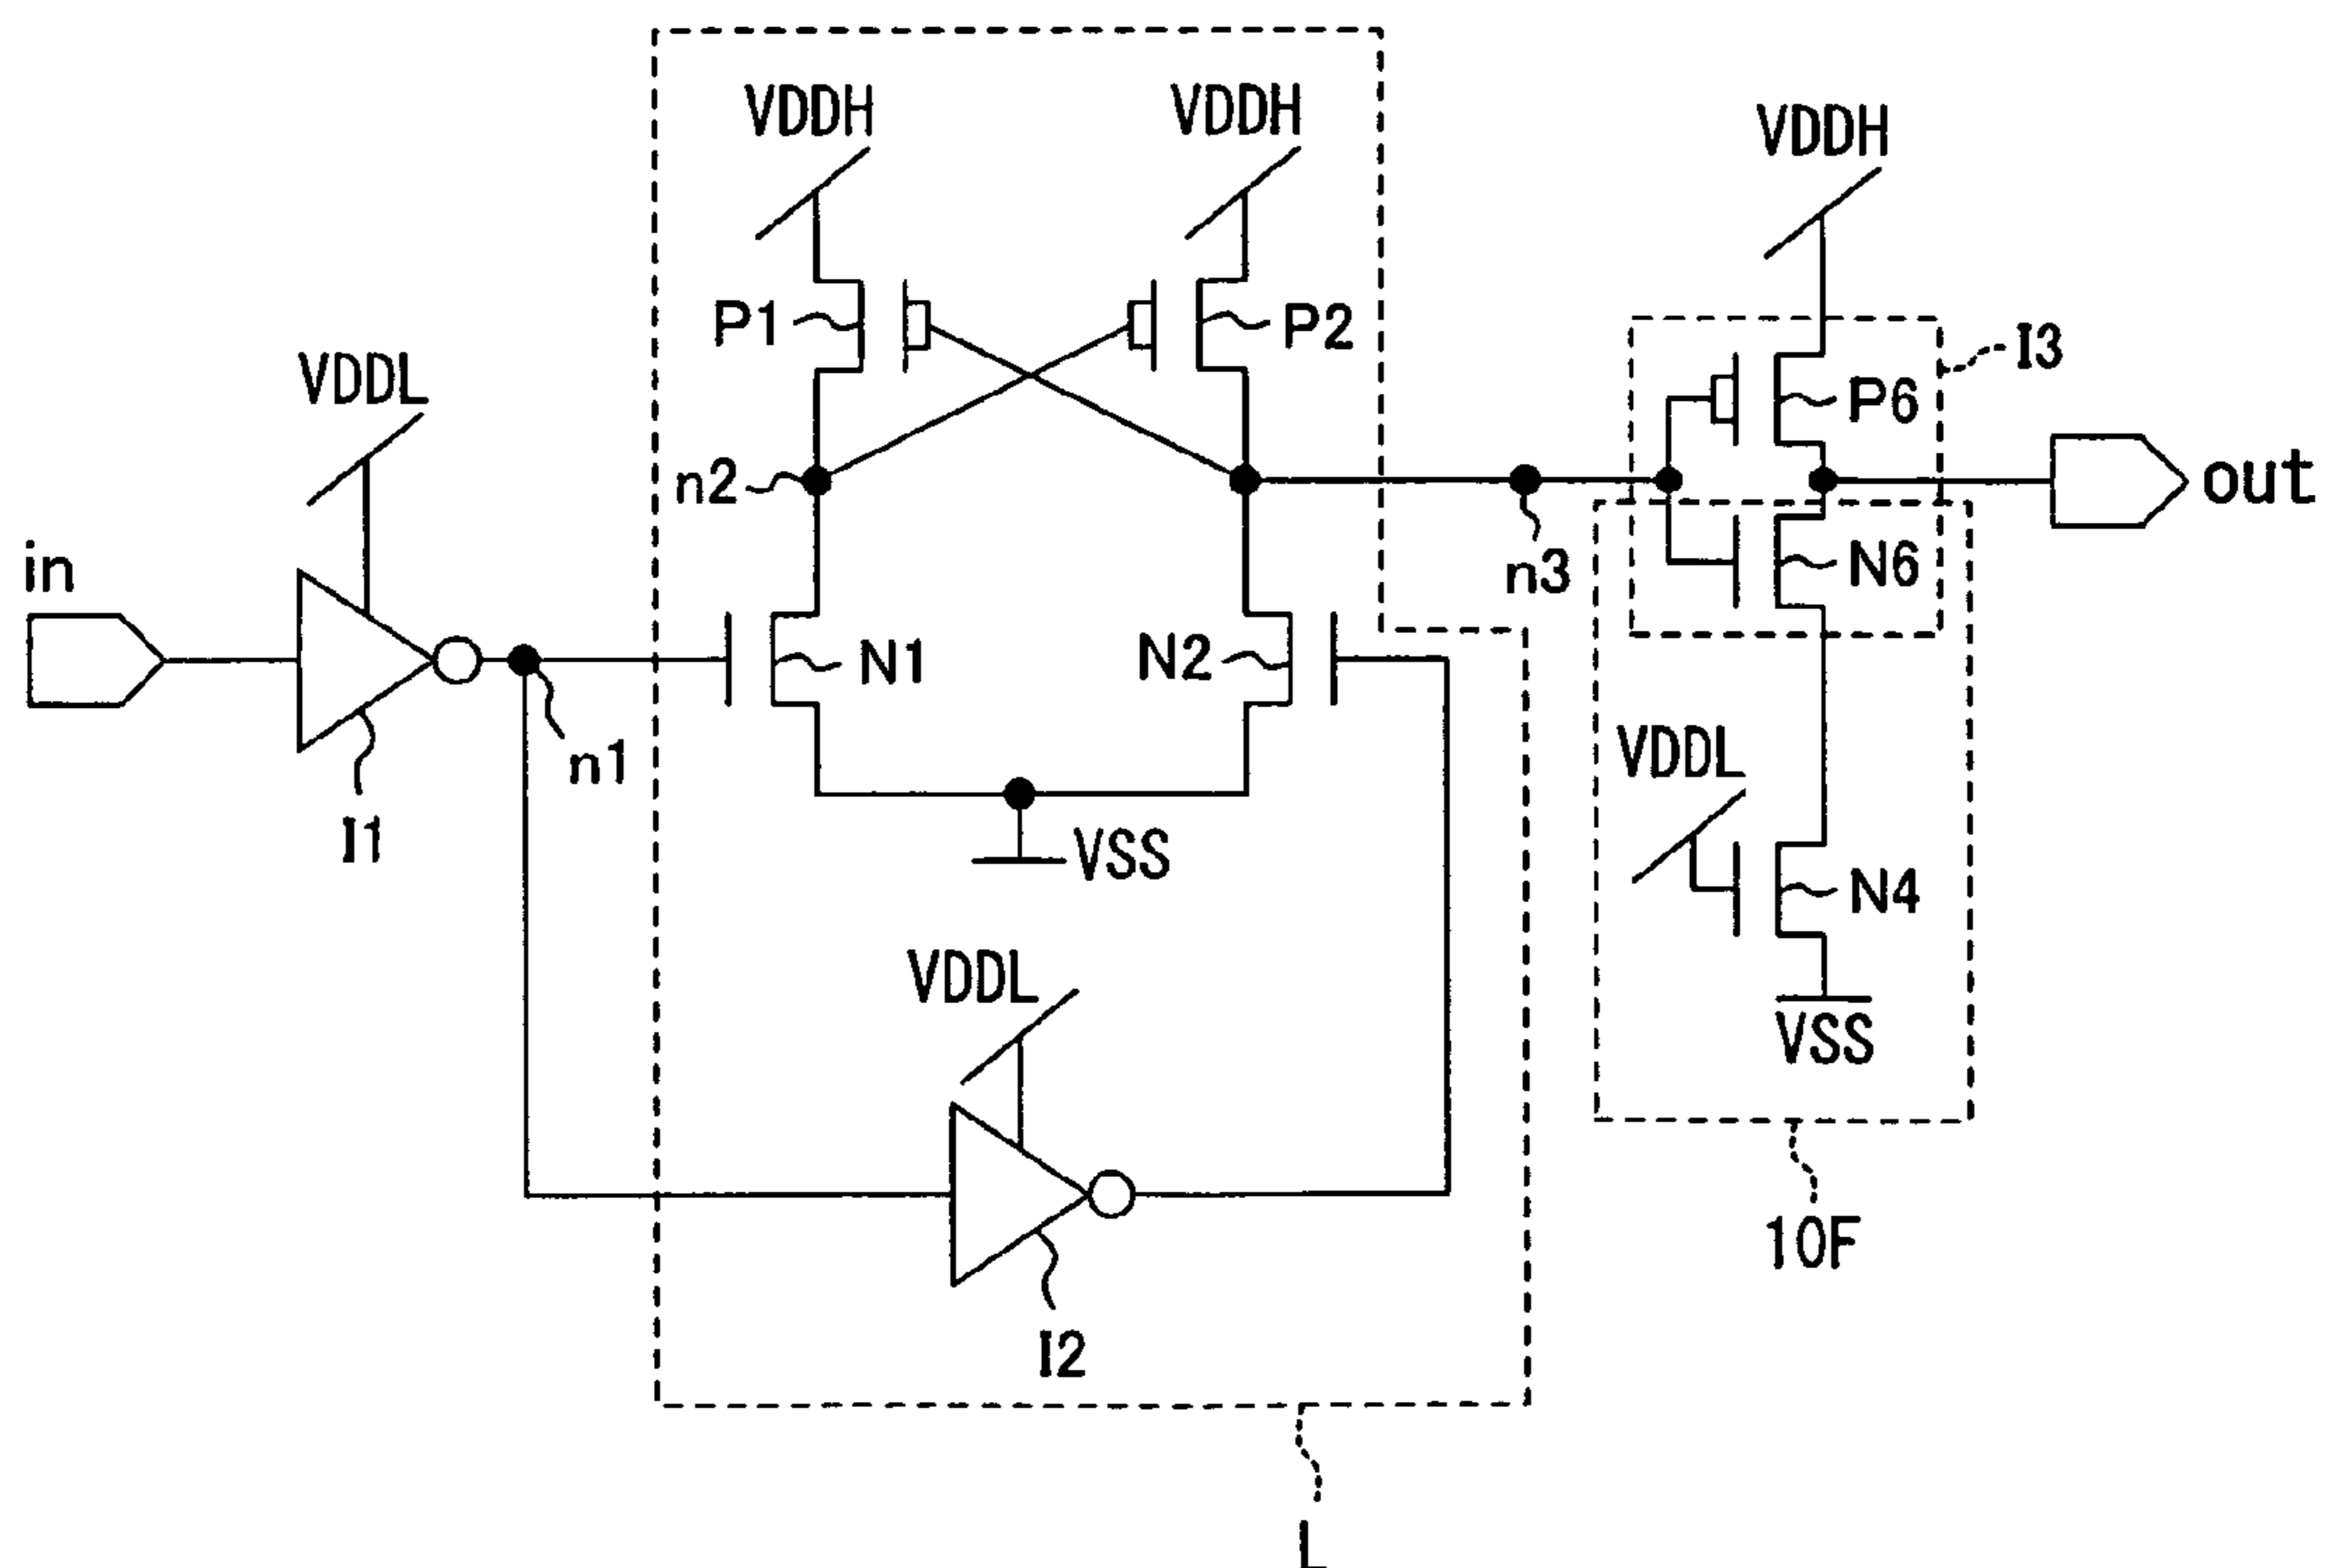 VDDH
VDDH
VDDH
P1
P2
I3
VDDL
P6
n2
out
in
n3
N6
N1
N2
n1
VDDL
I1
VSS
N4
VDDL
VSS
10F
I2
L